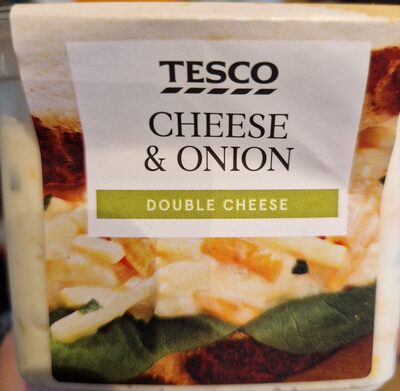 TESCO
CHEESE
& ONION
DOUBLE CHEESE